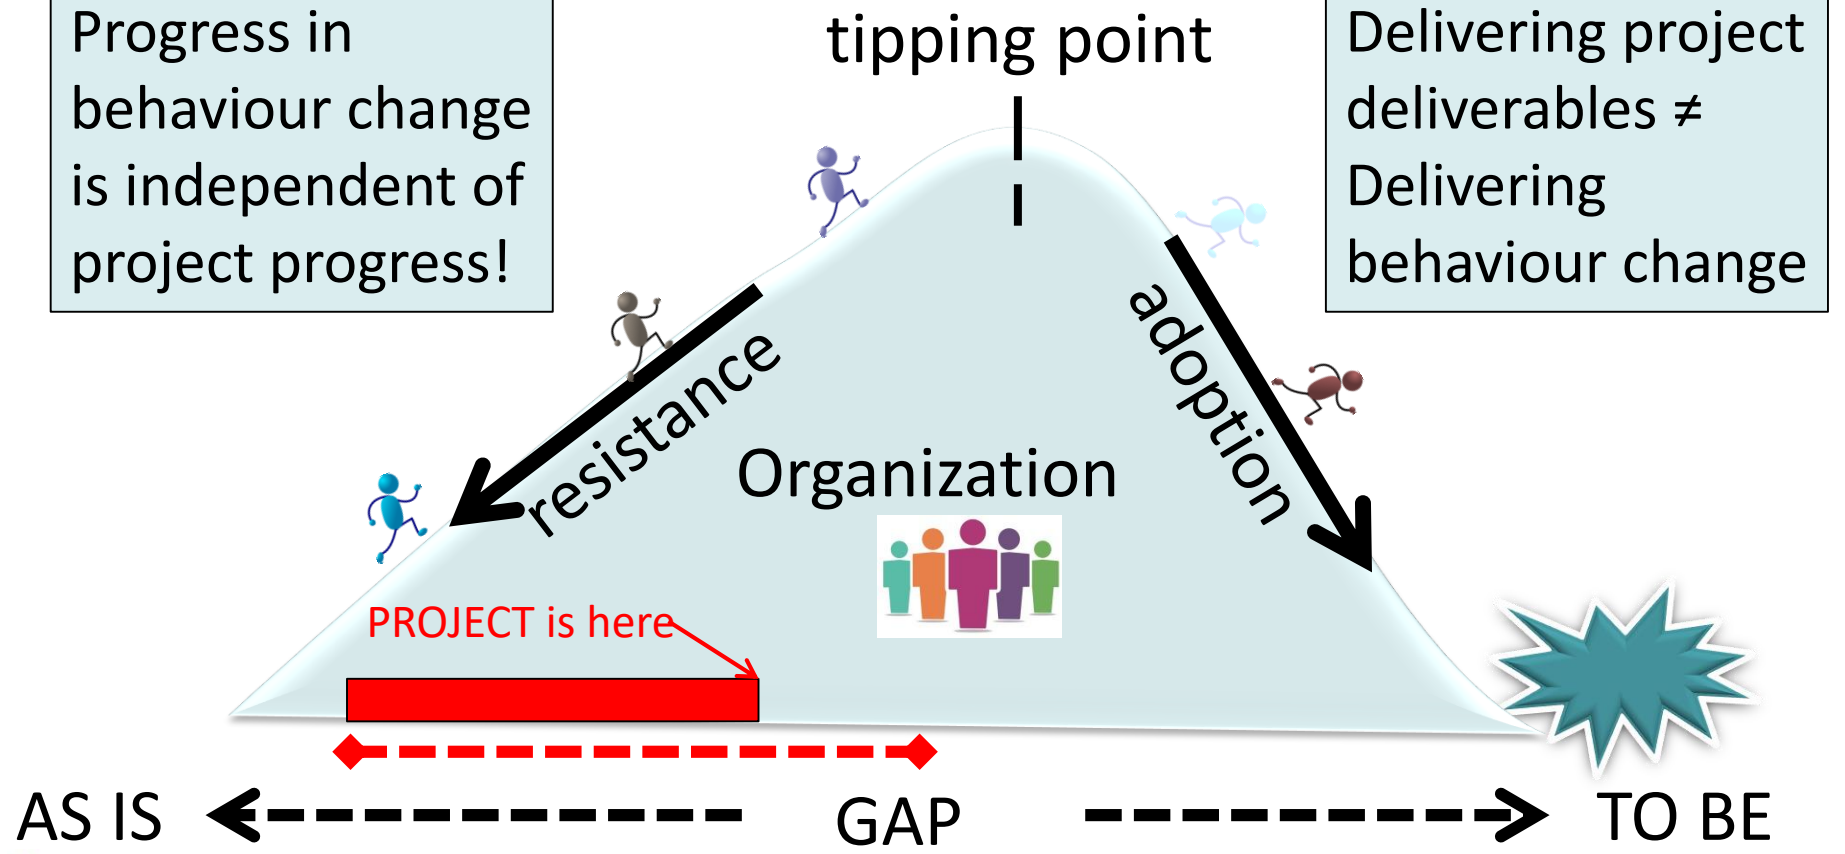 Progress in
behaviour change
is independent of
project progress!
tipping point
Delivering project
deliverables ≠
Delivering
behaviour change
resistance
adoption
Organization
PROJECT is here
AS IS
GAP
TO BE